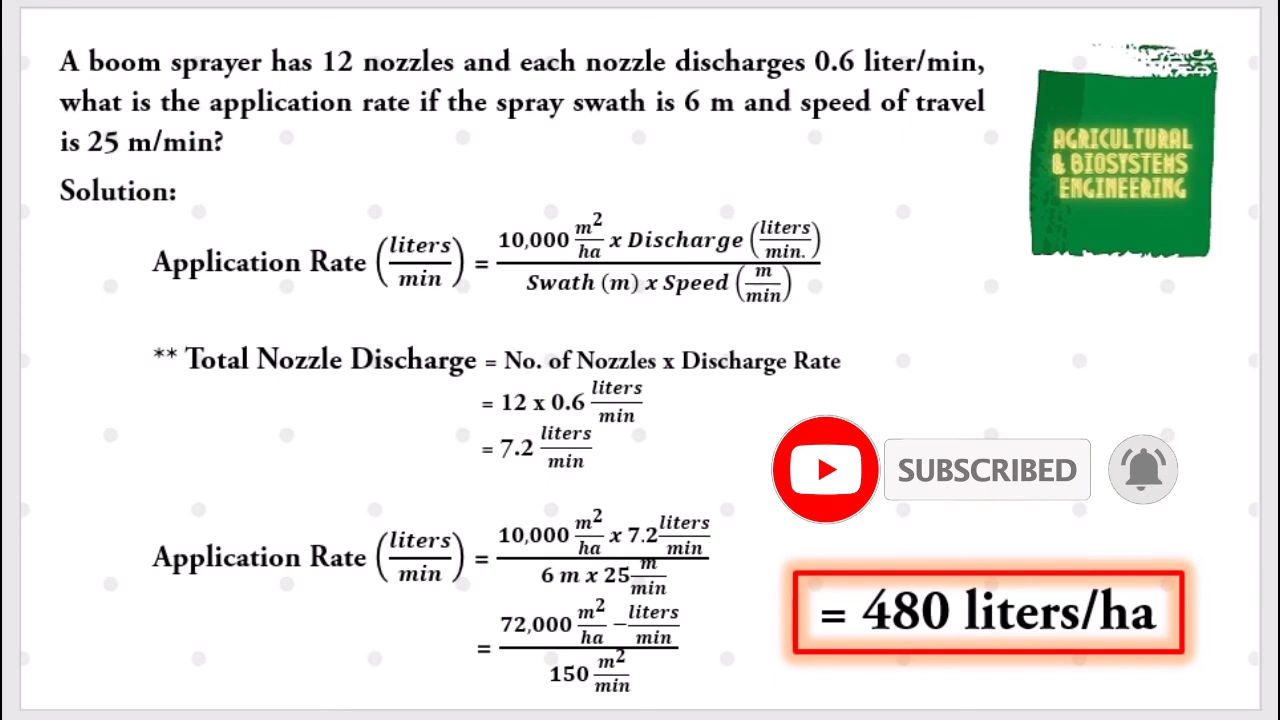 A boom sprayer has 12 nozzles and each nozzle discharges 0.6 liter/min,
what is the application rate if the spray swath is 6 m and speed of travel
is 25 m/min?
AGRICULTURAL
& BIOSYSTEMS
ENGINEERING
Solution:
Application Rate (liters/min) = 10,000 m²/ha x Discharge (liters/min.) / Swath (m) x Speed (m/min)
** Total Nozzle Discharge = No. of Nozzles x Discharge Rate
= 12 x 0.6 liters/min
= 7.2 liters/min
SUBSCRIBED
Application Rate (liters/min) = 10,000 m²/ha x 7.2 liters/min / 6 m x 25 m/min
= 72,000 m²/ha – liters/min / 150 m²/min
= 480 liters/ha